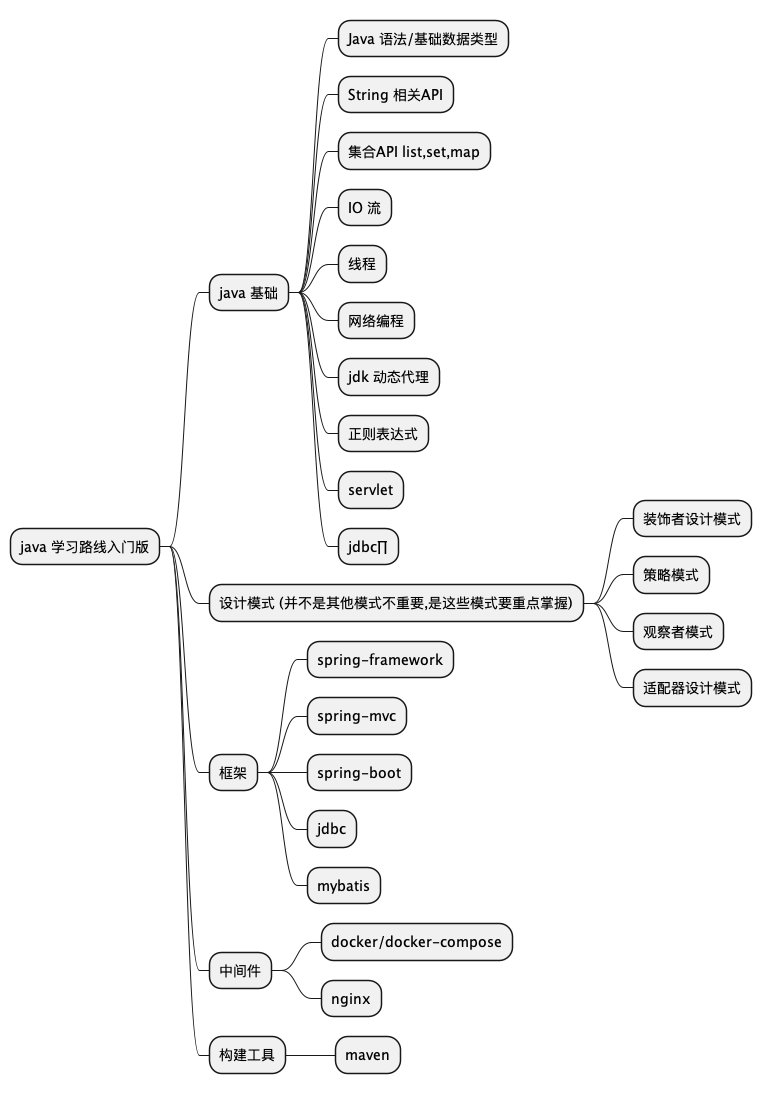 java 学习路线入门版
java 基础
Java 语法/基础数据类型
String 相关API
集合API list,set,map
IO 流
线程
网络编程
jdk 动态代理
正则表达式
servlet
jdbc∏
设计模式 (并不是其他模式不重要,是这些模式要重点掌握)
装饰者设计模式
策略模式
观察者模式
适配器设计模式
框架
spring-framework
spring-mvc
spring-boot
jdbc
mybatis
中间件
docker/docker-compose
nginx
构建工具
maven